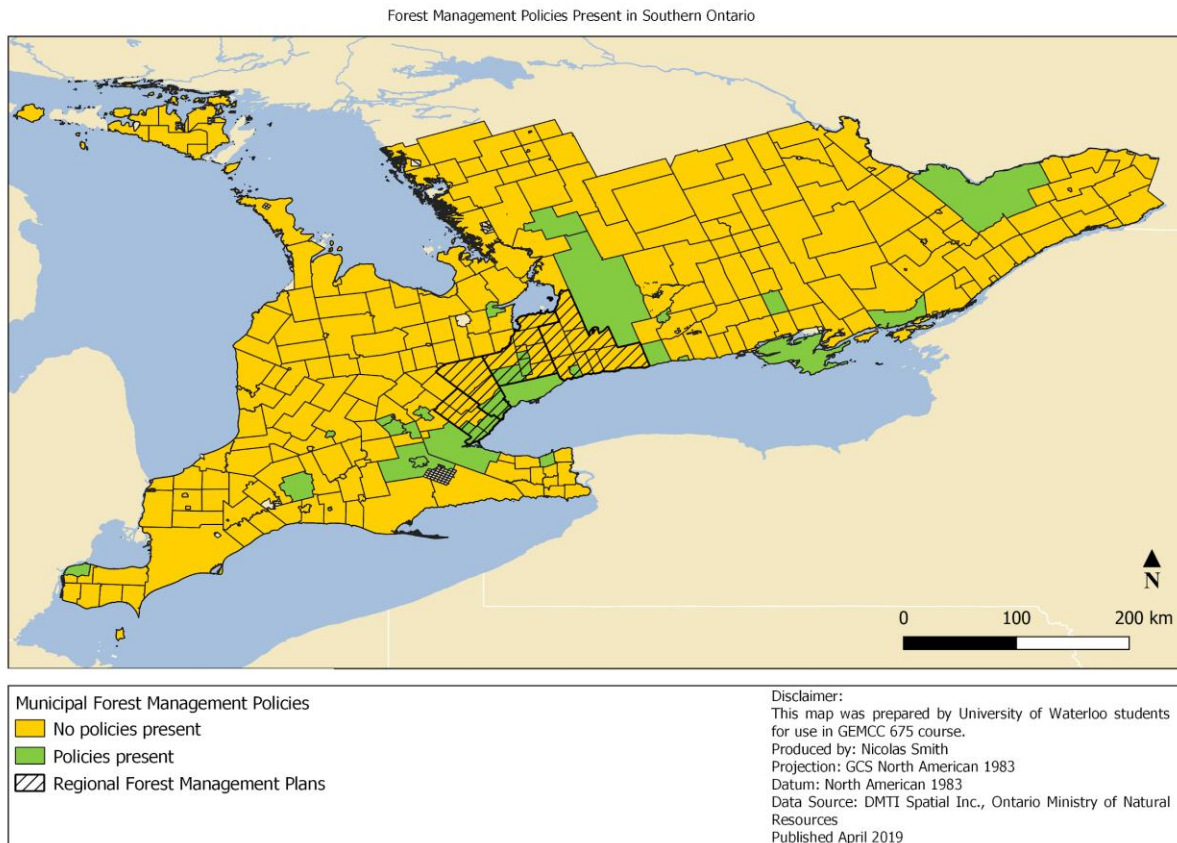 Forest Management Policies Present in Southern Ontario
N
0 100 200 km
Municipal Forest Management Policies
No policies present
Policies present
Regional Forest Management Plans
Disclaimer:
This map was prepared by University of Waterloo students
for use in GEMCC 675 course.
Produced by: Nicolas Smith
Projection: GCS North American 1983
Datum: North American 1983
Data Source: DMTI Spatial Inc., Ontario Ministry of Natural
Resources
Published April 2019